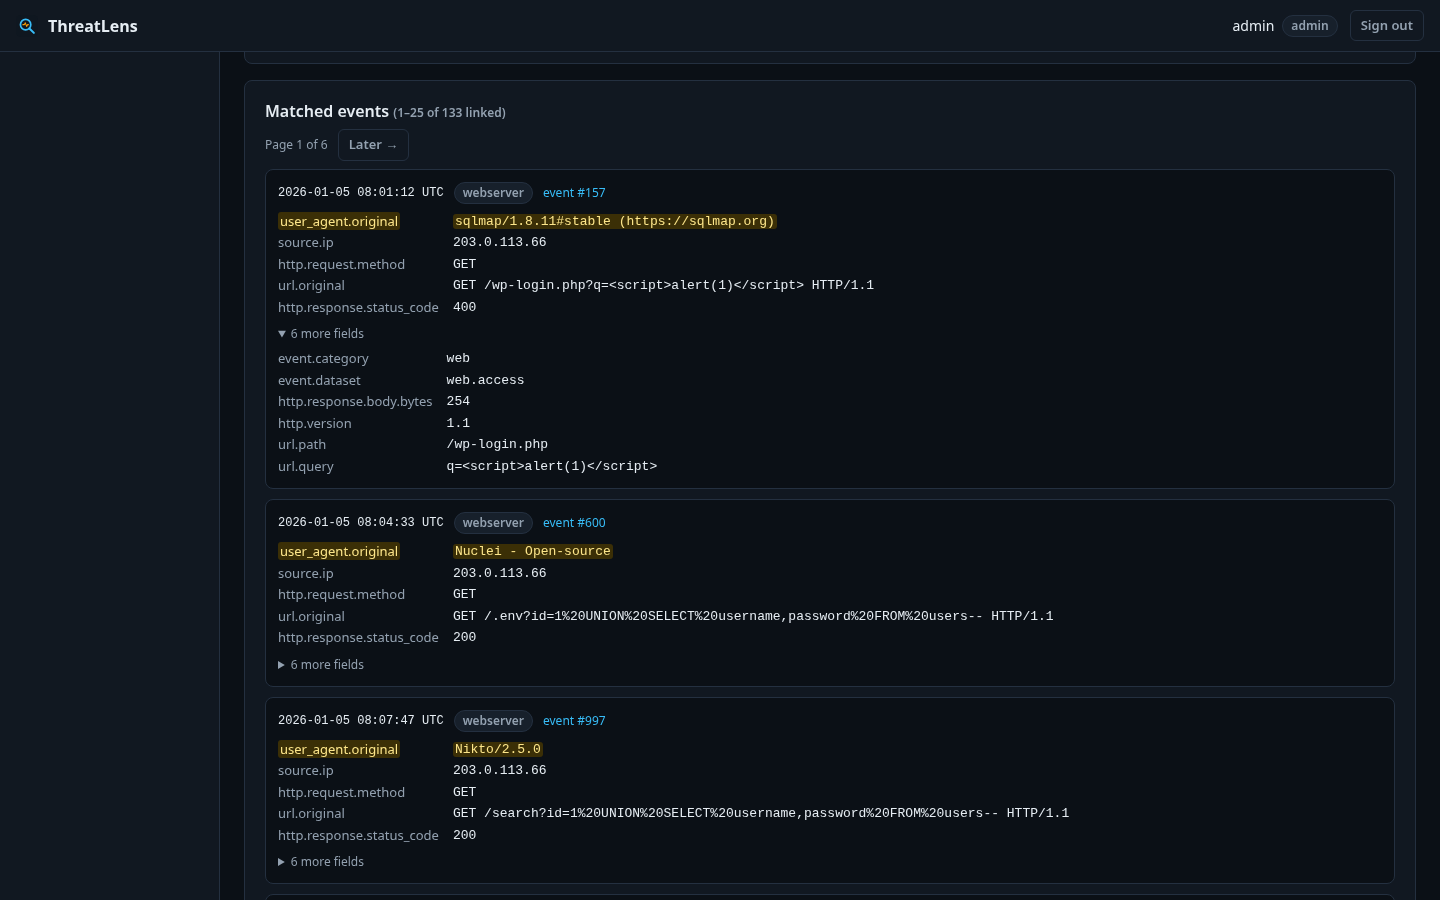 ThreatLens
admin admin Sign out
Matched events (1–25 of 133 linked)
Page 1 of 6 Later →
2026-01-05 08:01:12 UTC webserver event #157
user_agent.original sqlmap/1.8.11#stable (https://sqlmap.org)
source.ip 203.0.113.66
http.request.method GET
url.original GET /wp-login.php?q=<script>alert(1)</script> HTTP/1.1
http.response.status_code 400
▼ 6 more fields
event.category web
event.dataset web.access
http.response.body.bytes 254
http.version 1.1
url.path /wp-login.php
url.query q=<script>alert(1)</script>
2026-01-05 08:04:33 UTC webserver event #600
user_agent.original Nuclei - Open-source
source.ip 203.0.113.66
http.request.method GET
url.original GET /.env?id=1%20UNION%20SELECT%20username,password%20FROM%20users-- HTTP/1.1
http.response.status_code 200
▶ 6 more fields
2026-01-05 08:07:47 UTC webserver event #997
user_agent.original Nikto/2.5.0
source.ip 203.0.113.66
http.request.method GET
url.original GET /search?id=1%20UNION%20SELECT%20username,password%20FROM%20users-- HTTP/1.1
http.response.status_code 200
▶ 6 more fields